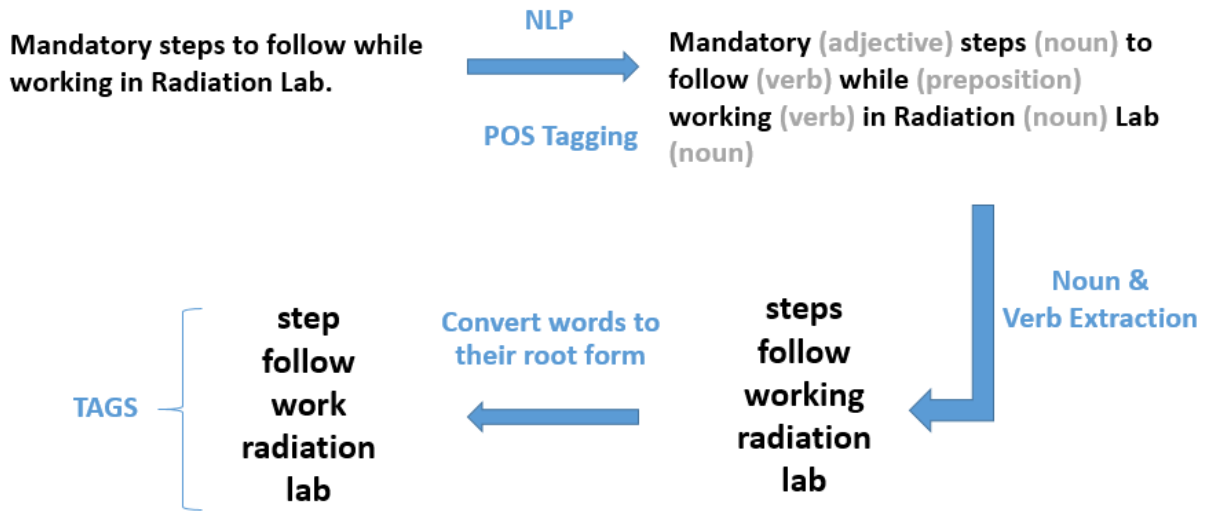 Mandatory steps to follow while
working in Radiation Lab.
NLP
POS Tagging
Mandatory (adjective) steps (noun) to
follow (verb) while (preposition)
working (verb) in Radiation (noun) Lab
(noun)
Noun &
Verb Extraction
steps
follow
working
radiation
lab
Convert words to
their root form
step
follow
work
radiation
lab
TAGS